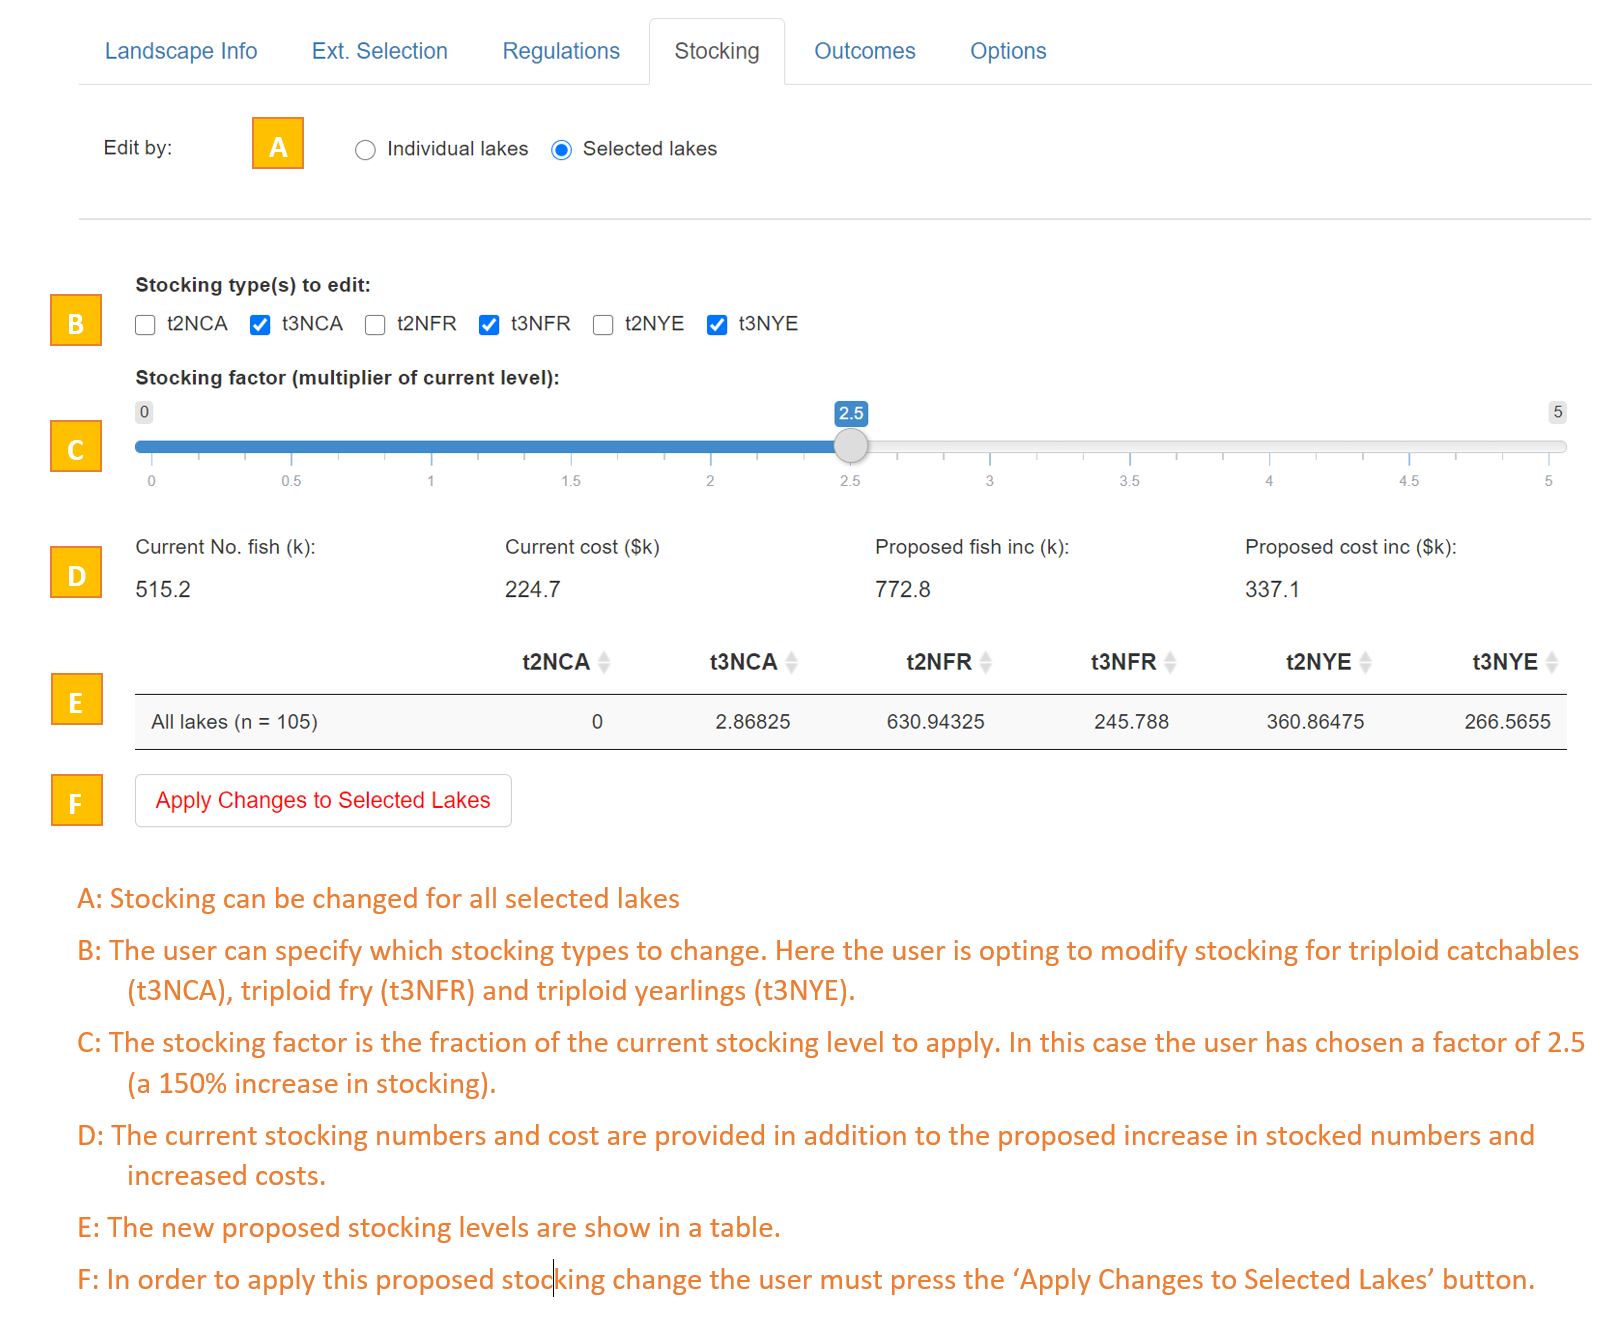 Landscape Info Ext. Selection Regulations Stocking Outcomes Options
Edit by: A Individual lakes Selected lakes
Stocking type(s) to edit:
B t2NCA t3NCA t2NFR t3NFR t2NYE t3NYE
Stocking factor (multiplier of current level):
0 2.5 5
C
0 0.5 1 1.5 2 2.5 3 3.5 4 4.5 5
Current No. fish (k): Current cost ($k) Proposed fish inc (k): Proposed cost inc ($k):
D 515.2 224.7 772.8 337.1
t2NCA t3NCA t2NFR t3NFR t2NYE t3NYE
E All lakes (n = 105) 0 2.86825 630.94325 245.788 360.86475 266.5655
F Apply Changes to Selected Lakes
A: Stocking can be changed for all selected lakes
B: The user can specify which stocking types to change. Here the user is opting to modify stocking for triploid catchables
(t3NCA), triploid fry (t3NFR) and triploid yearlings (t3NYE).
C: The stocking factor is the fraction of the current stocking level to apply. In this case the user has chosen a factor of 2.5
(a 150% increase in stocking).
D: The current stocking numbers and cost are provided in addition to the proposed increase in stocked numbers and
increased costs.
E: The new proposed stocking levels are show in a table.
F: In order to apply this proposed stocking change the user must press the ‘Apply Changes to Selected Lakes’ button.